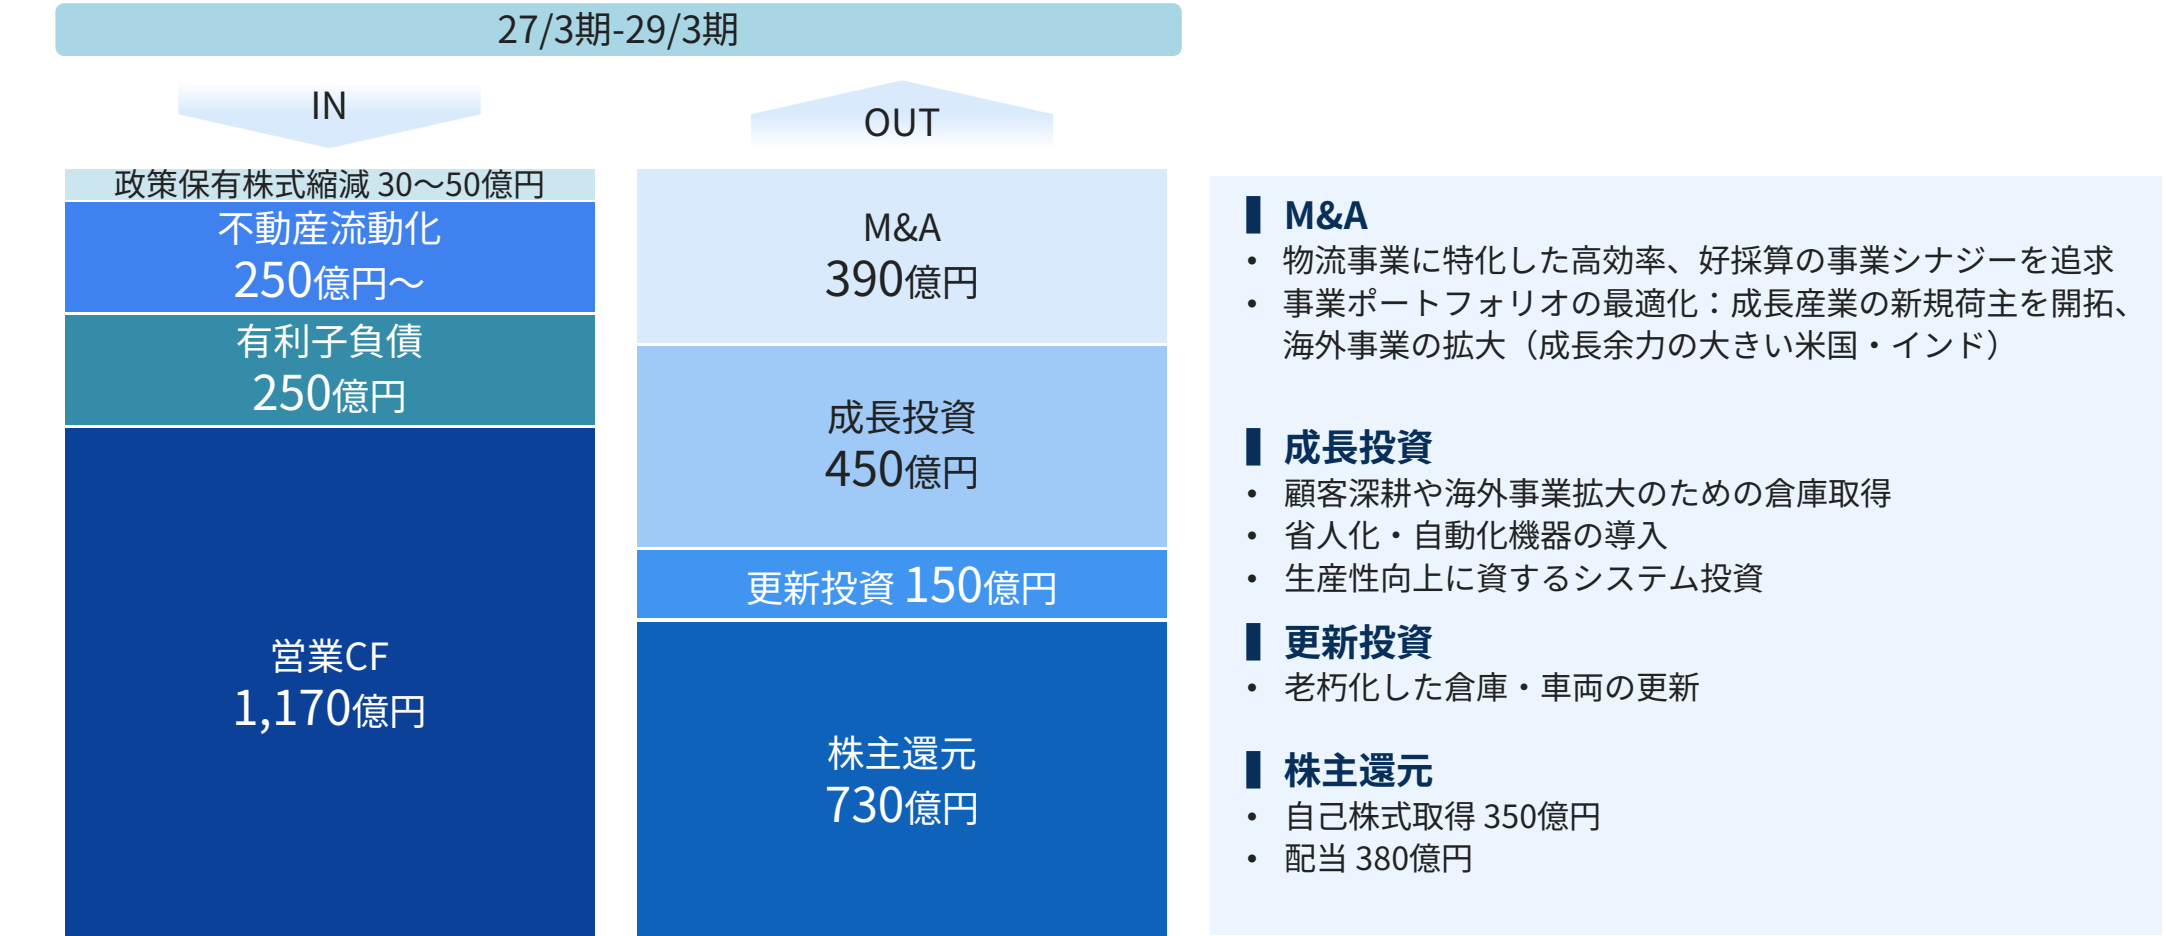 27/3期-29/3期
IN
OUT
政策保有株式縮減 30～50億円
不動産流動化
250億円～
有利子負債
250億円
営業CF
1,170億円
M&A
390億円
成長投資
450億円
更新投資 150億円
株主還元
730億円
M&A
• 物流事業に特化した高効率、好採算の事業シナジーを追求
• 事業ポートフォリオの最適化：成長産業の新規荷主を開拓、
海外事業の拡大（成長余力の大きい米国・インド）
成長投資
• 顧客深耕や海外事業拡大のための倉庫取得
• 省人化・自動化機器の導入
• 生産性向上に資するシステム投資
更新投資
• 老朽化した倉庫・車両の更新
株主還元
• 自己株式取得 350億円
• 配当 380億円